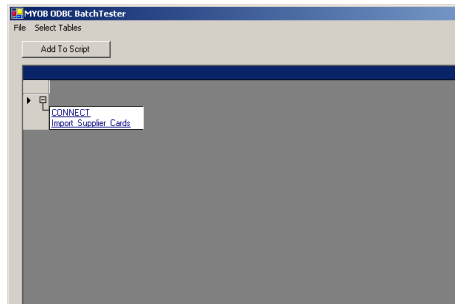 MYOB ODBC BatchTester
File Select Tables
Add To Script
CONNECT
Import_Supplier_Cards